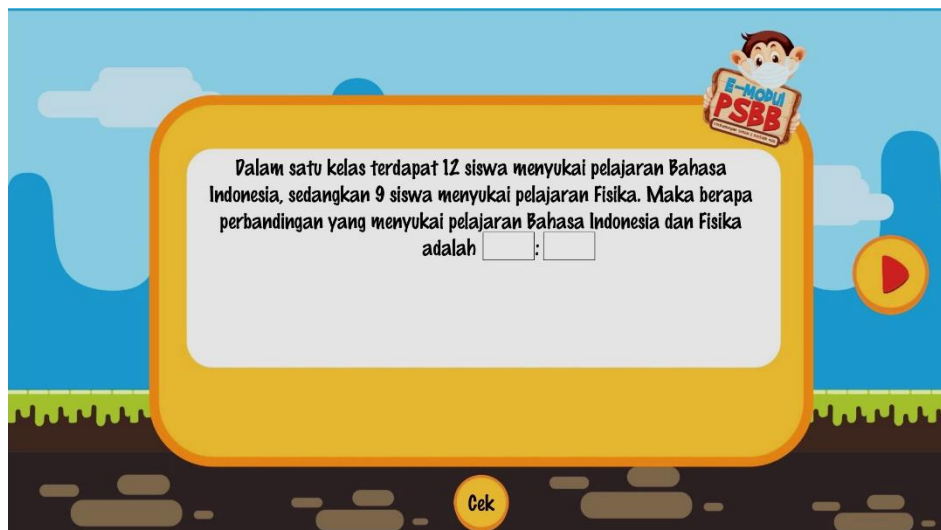 E-MODUL
PSBB
Dalam satu kelas terdapat 12 siswa menyukai pelajaran Bahasa
Indonesia, sedangkan 9 siswa menyukai pelajaran Fisika. Maka berapa
perbandingan yang menyukai pelajaran Bahasa Indonesia dan Fisika
adalah :
Cek